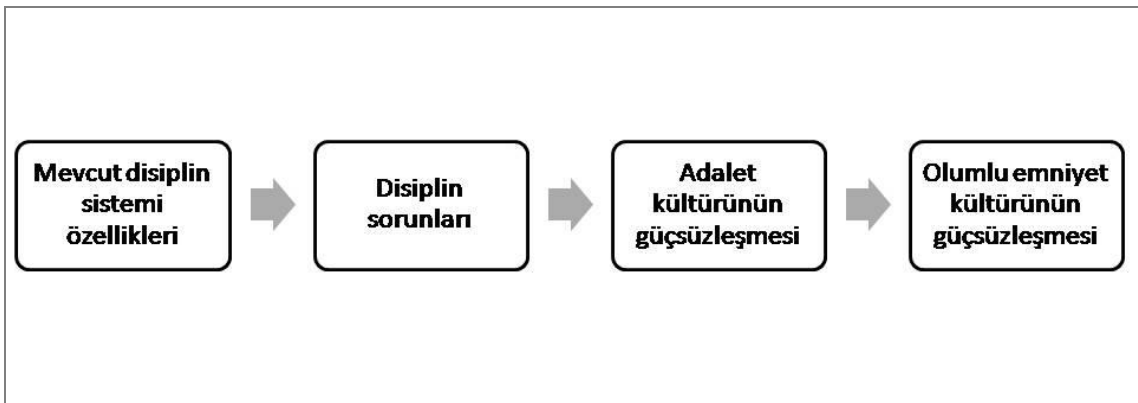 Mevcut disiplin
sistemi
özellikleri
Disiplin
sorunları
Adalet
kültürünün
güçsüzleşmesi
Olumlu emniyet
kültürünün
güçsüzleşmesi